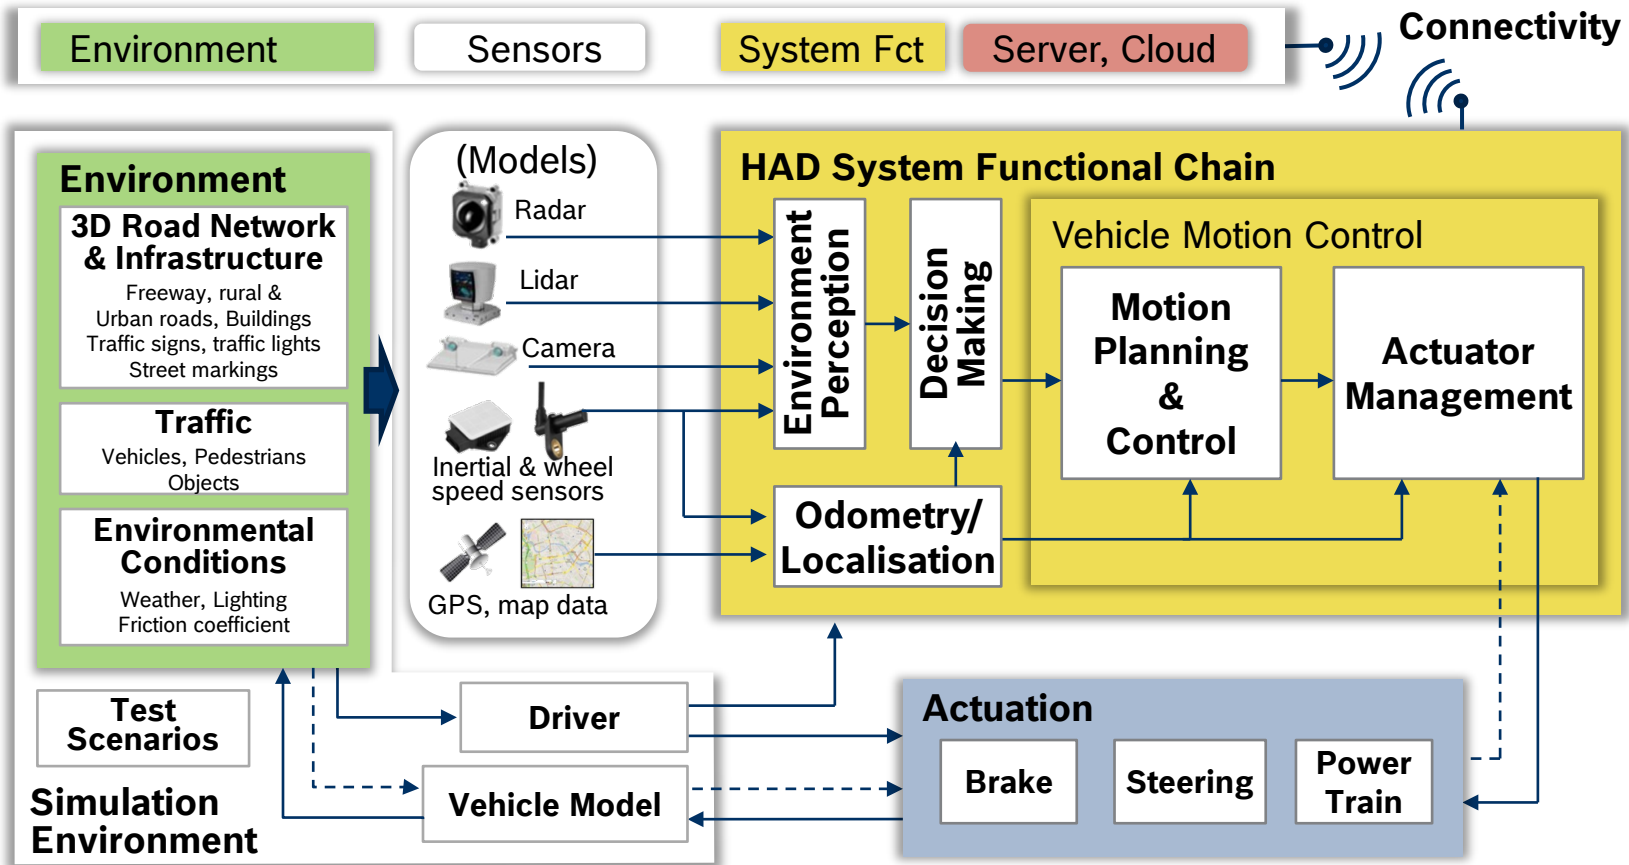 Environment
Sensors
System Fct
Server, Cloud
Connectivity
Environment
3D Road Network
& Infrastructure
Freeway, rural &
Urban roads, Buildings
Traffic signs, traffic lights
Street markings
Traffic
Vehicles, Pedestrians
Objects
Environmental
Conditions
Weather, Lighting
Friction coefficient
Test
Scenarios
Simulation
Environment
(Models)
Radar
Lidar
Camera
Inertial & wheel
speed sensors
GPS, map data
HAD System Functional Chain
Environment
Perception
Decision
Making
Odometry/
Localisation
Vehicle Motion Control
Motion
Planning
&
Control
Actuator
Management
Driver
Vehicle Model
Actuation
Brake
Steering
Power
Train